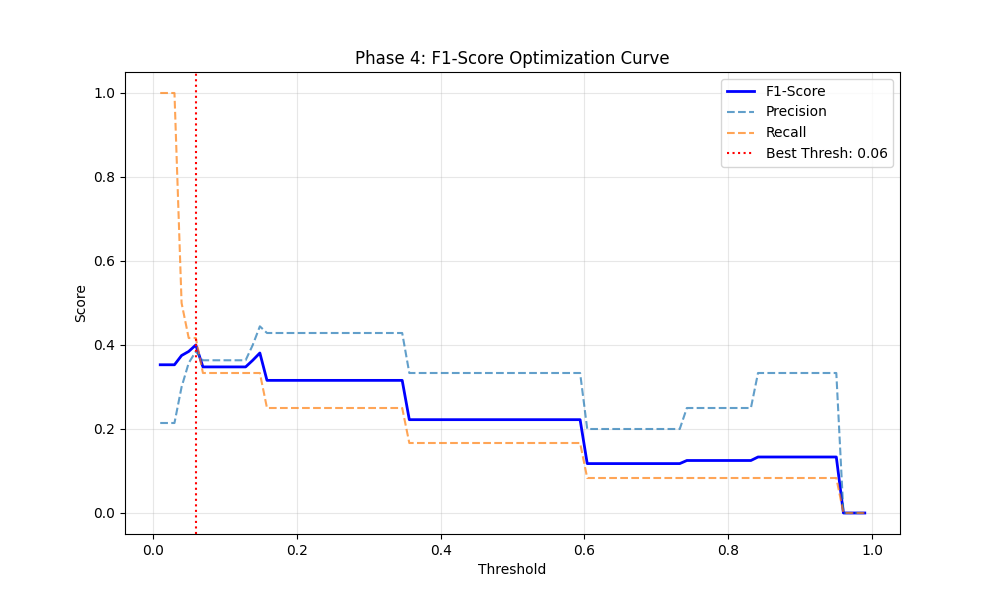 Phase 4: F1-Score Optimization Curve
F1-Score
Precision
Recall
Best Thresh: 0.06
1.0
0.8
0.6
0.4
0.2
0.0
Score
0.0 0.2 0.4 0.6 0.8 1.0
Threshold